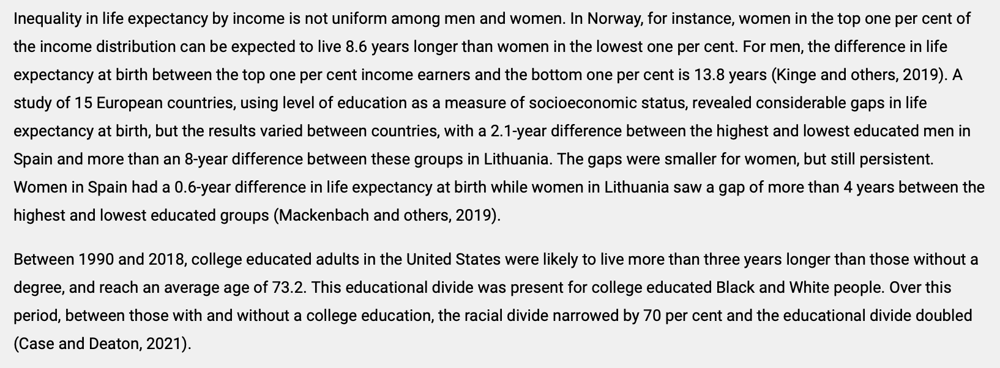 Inequality in life expectancy by income is not uniform among men and women. In Norway, for instance, women in the top one per cent of
the income distribution can be expected to live 8.6 years longer than women in the lowest one per cent. For men, the difference in life
expectancy at birth between the top one per cent income earners and the bottom one per cent is 13.8 years (Kinge and others, 2019). A
study of 15 European countries, using level of education as a measure of socioeconomic status, revealed considerable gaps in life
expectancy at birth, but the results varied between countries, with a 2.1-year difference between the highest and lowest educated men in
Spain and more than an 8-year difference between these groups in Lithuania. The gaps were smaller for women, but still persistent.
Women in Spain had a 0.6-year difference in life expectancy at birth while women in Lithuania saw a gap of more than 4 years between the
highest and lowest educated groups (Mackenbach and others, 2019).
Between 1990 and 2018, college educated adults in the United States were likely to live more than three years longer than those without a
degree, and reach an average age of 73.2. This educational divide was present for college educated Black and White people. Over this
period, between those with and without a college education, the racial divide narrowed by 70 per cent and the educational divide doubled
(Case and Deaton, 2021).